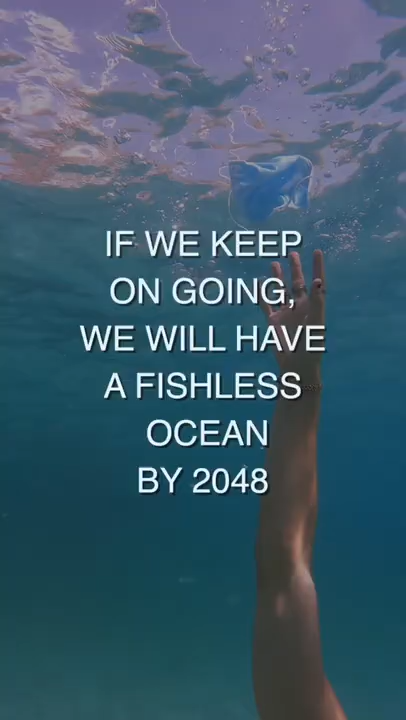 IF WE KEEP
ON GOING,
WE WILL HAVE
A FISHLESS
OCEAN
BY 2048